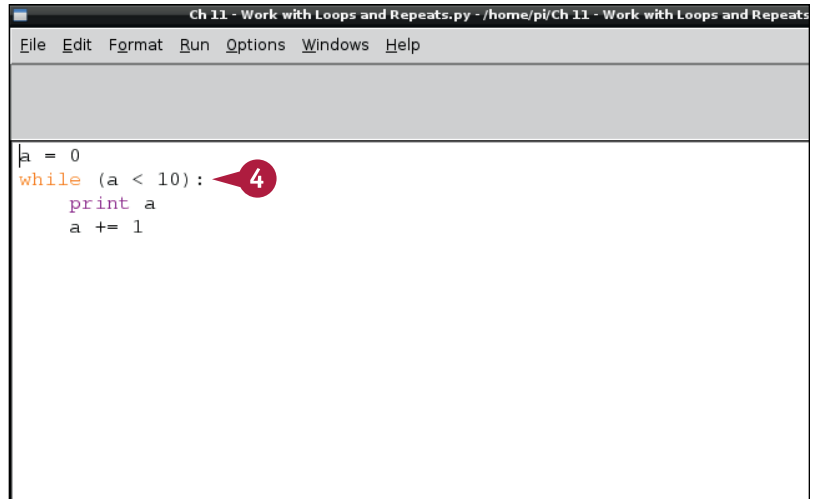 Ch 11 - Work with Loops and Repeats.py - /home/pi/Ch 11 - Work with Loops and Repeats
File Edit Format Run Options Windows Help
a = 0
while (a < 10): 4
    print a
    a += 1